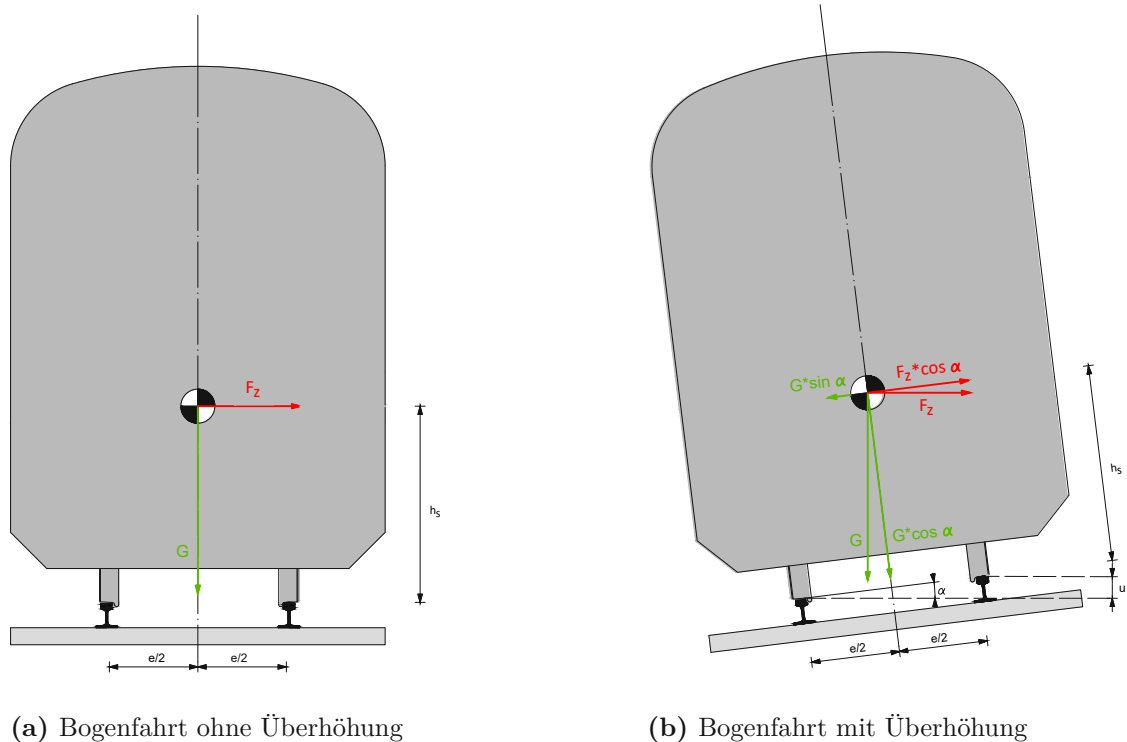 F_z
h_s
G
e/2
e/2
(a) Bogenfahrt ohne Überhöhung
G*sin α
F_z*cos α
F_z
h_s
G
G*cos α
α
u
e/2
e/2
(b) Bogenfahrt mit Überhöhung